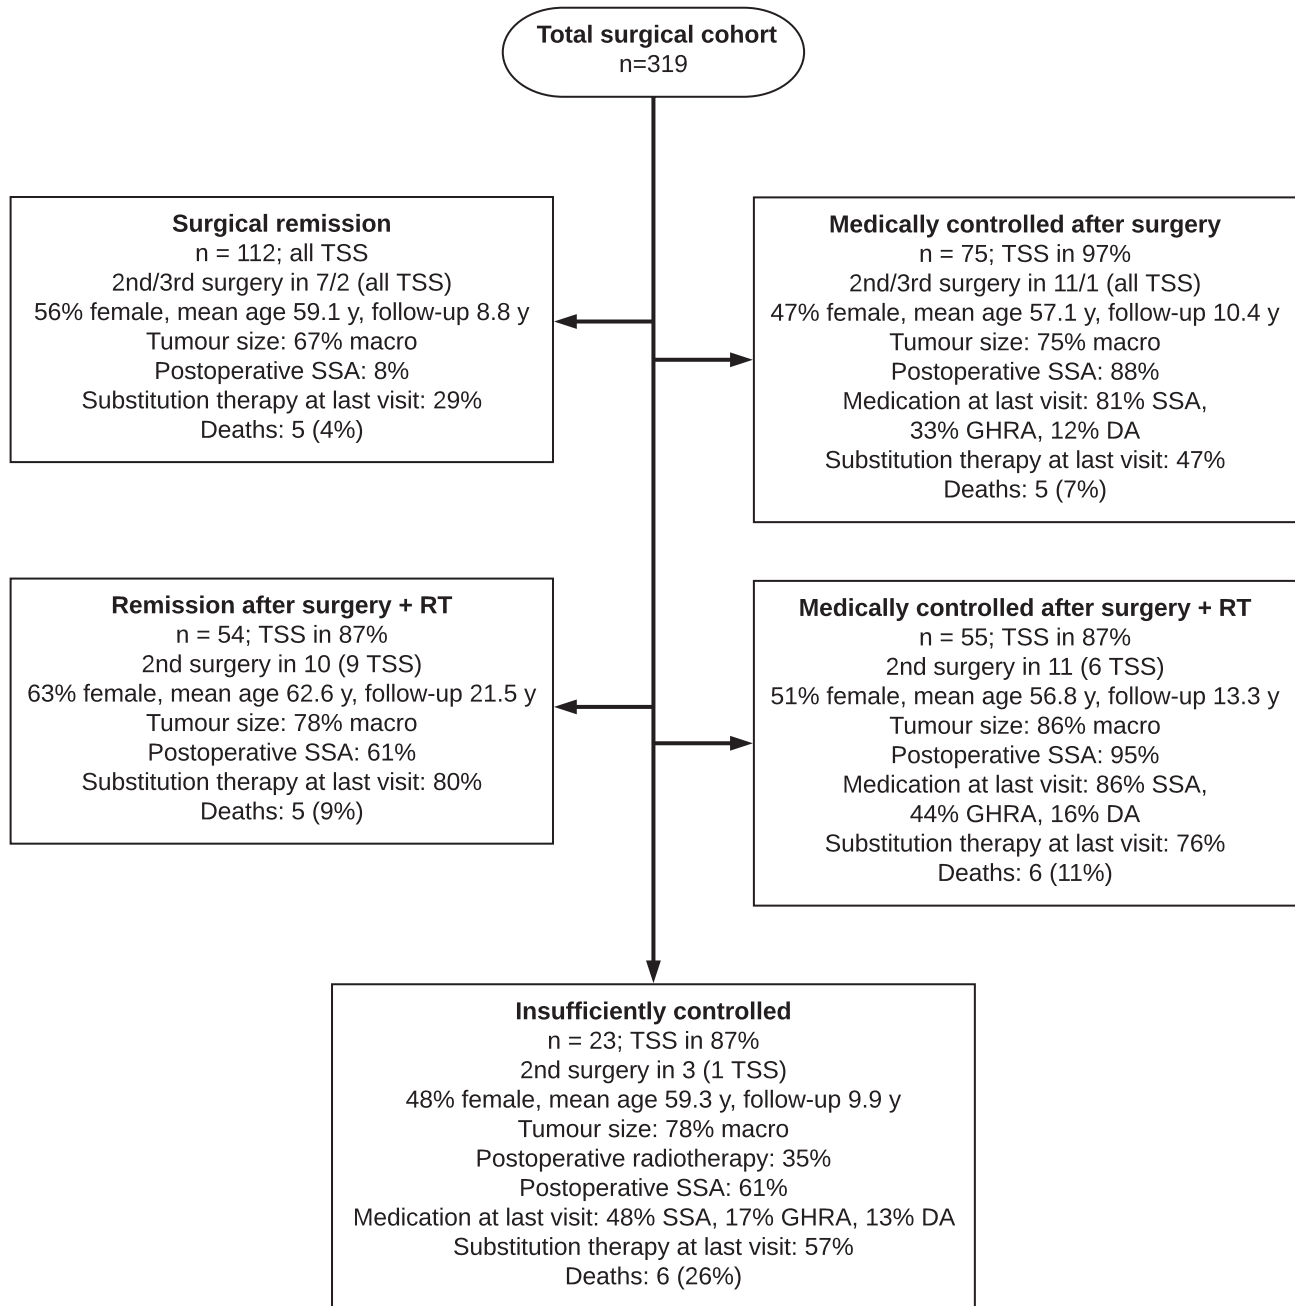 Total surgical cohort
n=319
Surgical remission
n = 112; all TSS
2nd/3rd surgery in 7/2 (all TSS)
56% female, mean age 59.1 y, follow-up 8.8 y
Tumour size: 67% macro
Postoperative SSA: 8%
Substitution therapy at last visit: 29%
Deaths: 5 (4%)
Medically controlled after surgery
n = 75; TSS in 97%
2nd/3rd surgery in 11/1 (all TSS)
47% female, mean age 57.1 y, follow-up 10.4 y
Tumour size: 75% macro
Postoperative SSA: 88%
Medication at last visit: 81% SSA,
33% GHRA, 12% DA
Substitution therapy at last visit: 47%
Deaths: 5 (7%)
Remission after surgery + RT
n = 54; TSS in 87%
2nd surgery in 10 (9 TSS)
63% female, mean age 62.6 y, follow-up 21.5 y
Tumour size: 78% macro
Postoperative SSA: 61%
Substitution therapy at last visit: 80%
Deaths: 5 (9%)
Medically controlled after surgery + RT
n = 55; TSS in 87%
2nd surgery in 11 (6 TSS)
51% female, mean age 56.8 y, follow-up 13.3 y
Tumour size: 86% macro
Postoperative SSA: 95%
Medication at last visit: 86% SSA,
44% GHRA, 16% DA
Substitution therapy at last visit: 76%
Deaths: 6 (11%)
Insufficiently controlled
n = 23; TSS in 87%
2nd surgery in 3 (1 TSS)
48% female, mean age 59.3 y, follow-up 9.9 y
Tumour size: 78% macro
Postoperative radiotherapy: 35%
Postoperative SSA: 61%
Medication at last visit: 48% SSA, 17% GHRA, 13% DA
Substitution therapy at last visit: 57%
Deaths: 6 (26%)